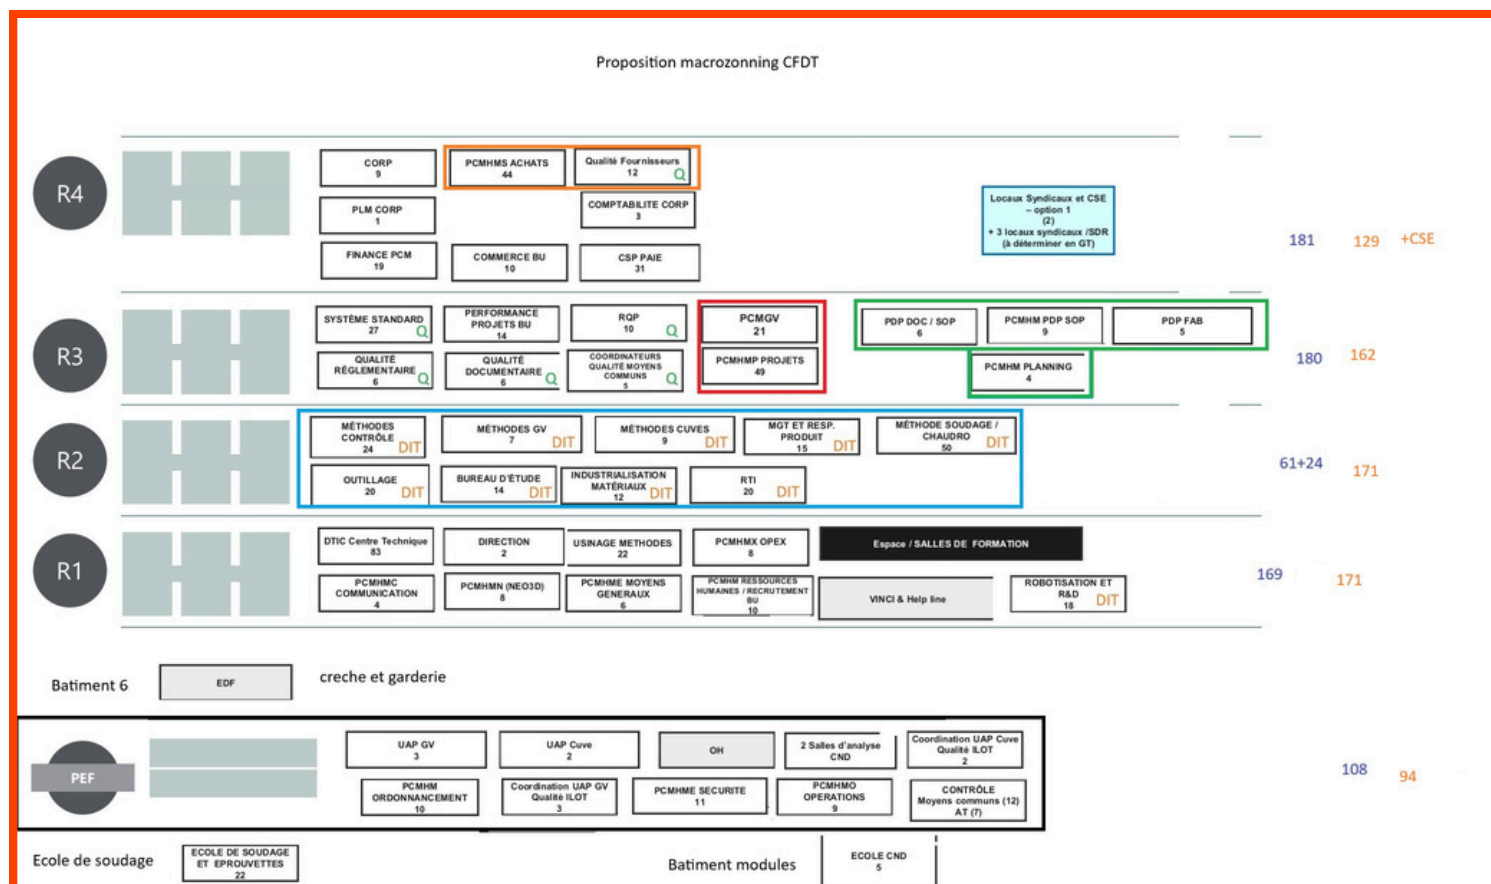 Proposition macrozonning CFDT
R4
CORP
9
PCMHMS ACHATS
44
Qualité Fournisseurs
12
Q
PLM CORP
1
COMPTABILITE CORP
3
FINANCE PCM
19
COMMERCE BU
10
CSP PAIE
31
Locaux Syndicaux et CSE
– option 1
(2)
+ 3 locaux syndicaux /SDR
(à déterminer en GT)
181
129
+CSE
R3
SYSTÈME STANDARD
27
Q
PERFORMANCE
PROJETS BU
14
RQP
10
Q
PCMGV
21
PDP DOC / SOP
6
PCMHM PDP SOP
9
PDP FAB
5
QUALITÉ
RÉGLEMENTAIRE
6
Q
QUALITÉ
DOCUMENTAIRE
6
Q
COORDINATEURS
QUALITÉ MOYENS
COMMUNS
5
Q
PCMHMP PROJETS
49
PCMHM PLANNING
4
180
162
R2
MÉTHODES
CONTRÔLE
24
DIT
MÉTHODES GV
7
DIT
MÉTHODES CUVES
9
DIT
MGT ET RESP.
PRODUIT
15
DIT
MÉTHODE SOUDAGE /
CHAUDRO
50
DIT
OUTILLAGE
20
DIT
BUREAU D'ÉTUDE
14
DIT
INDUSTRIALISATION
MATÉRIAUX
12
DIT
RTI
20
DIT
61+24
171
R1
DTIC Centre Technique
83
DIRECTION
2
USINAGE METHODES
22
PCMHMX OPEX
8
Espace / SALLES DE FORMATION
PCMHMC
COMMUNICATION
4
PCMHMN (NEO3D)
8
PCMHME MOYENS
GENERAUX
6
PCMHM RESSOURCES
HUMAINES / RECRUTEMENT
BU
10
VINCI & Help line
ROBOTISATION ET
R&D
18
DIT
169
171
Batiment 6
EDF
creche et garderie
PEF
UAP GV
3
UAP Cuve
2
OH
2 Salles d'analyse
CND
Coordination UAP Cuve
Qualité ILOT
2
PCMHM
ORDONNANCEMENT
10
Coordination UAP GV
Qualité ILOT
3
PCMHME SECURITE
11
PCMHMO
OPERATIONS
9
CONTRÔLE
Moyens communs (12)
AT (7)
108
94
Ecole de soudage
ECOLE DE SOUDAGE
ET EPROUVETTES
22
Batiment modules
ECOLE CND
5